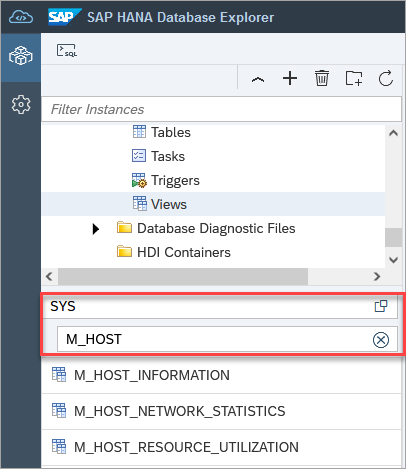 SAP SAP HANA Database Explorer
SQL
Filter Instances
Tables
Tasks
Triggers
Views
Database Diagnostic Files
HDI Containers
SYS
M_HOST
M_HOST_INFORMATION
M_HOST_NETWORK_STATISTICS
M_HOST_RESOURCE_UTILIZATION